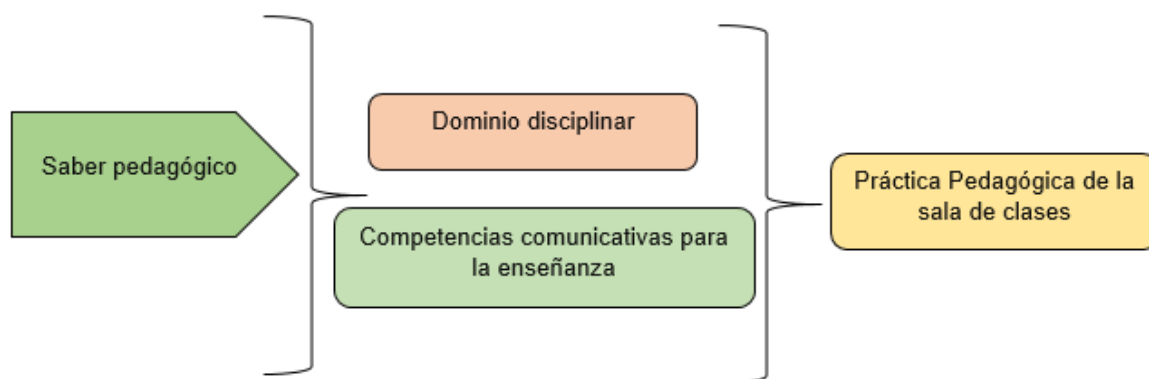 Saber pedagógico
Dominio disciplinar
Competencias comunicativas para
la enseñanza
Práctica Pedagógica de la
sala de clases